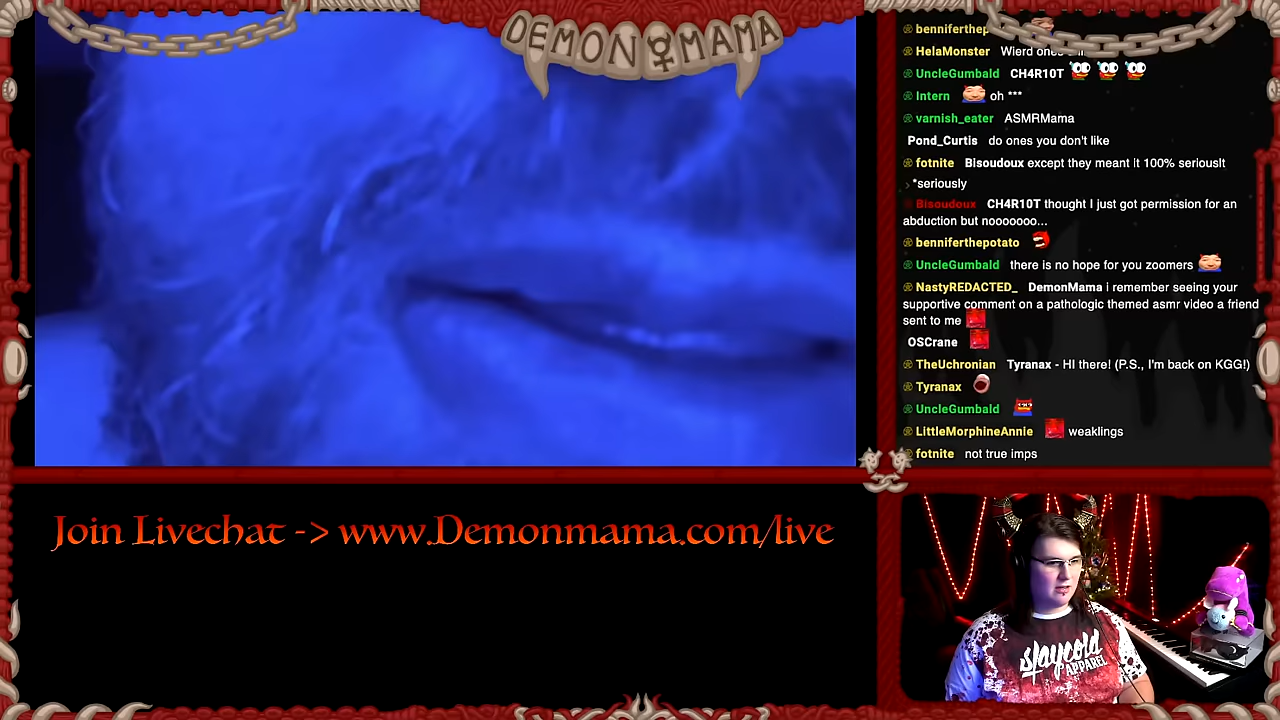 DEMON MAMA
benniferthep
HelaMonster Wierd ones
UncleGumbald CH4R10T
Intern oh ***
varnish_eater ASMRMama
Pond_Curtis do ones you don't like
fotnite Bisoudoux except they meant it 100% seriouslt
*seriously
Bisoudoux CH4R10T thought I just got permission for an
abduction but nooooooo...
benniferthepotato
UncleGumbald there is no hope for you zoomers
NastyREDACTED_ DemonMama i remember seeing your
supportive comment on a pathologic themed asmr video a friend
sent to me
OSCrane
TheUchronian Tyranax - HI there! (P.S., I'm back on KGG!)
Tyranax
UncleGumbald
LittleMorphineAnnie weaklings
fotnite not true imps
Join Livechat -> www.Demonmama.com/live
slaycold
APPAREL